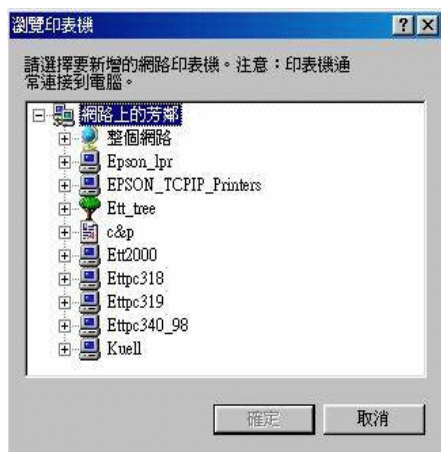 瀏覽印表機
請選擇要新增的網路印表機。注意：印表機通
常連接到電腦。
網路上的芳鄰
整個網路
Epson_lpr
EPSON_TCPIP_Printers
Ett_tree
c&p
Ett2000
Ettpc318
Ettpc319
Ettpc340_98
Kuell
確定
取消